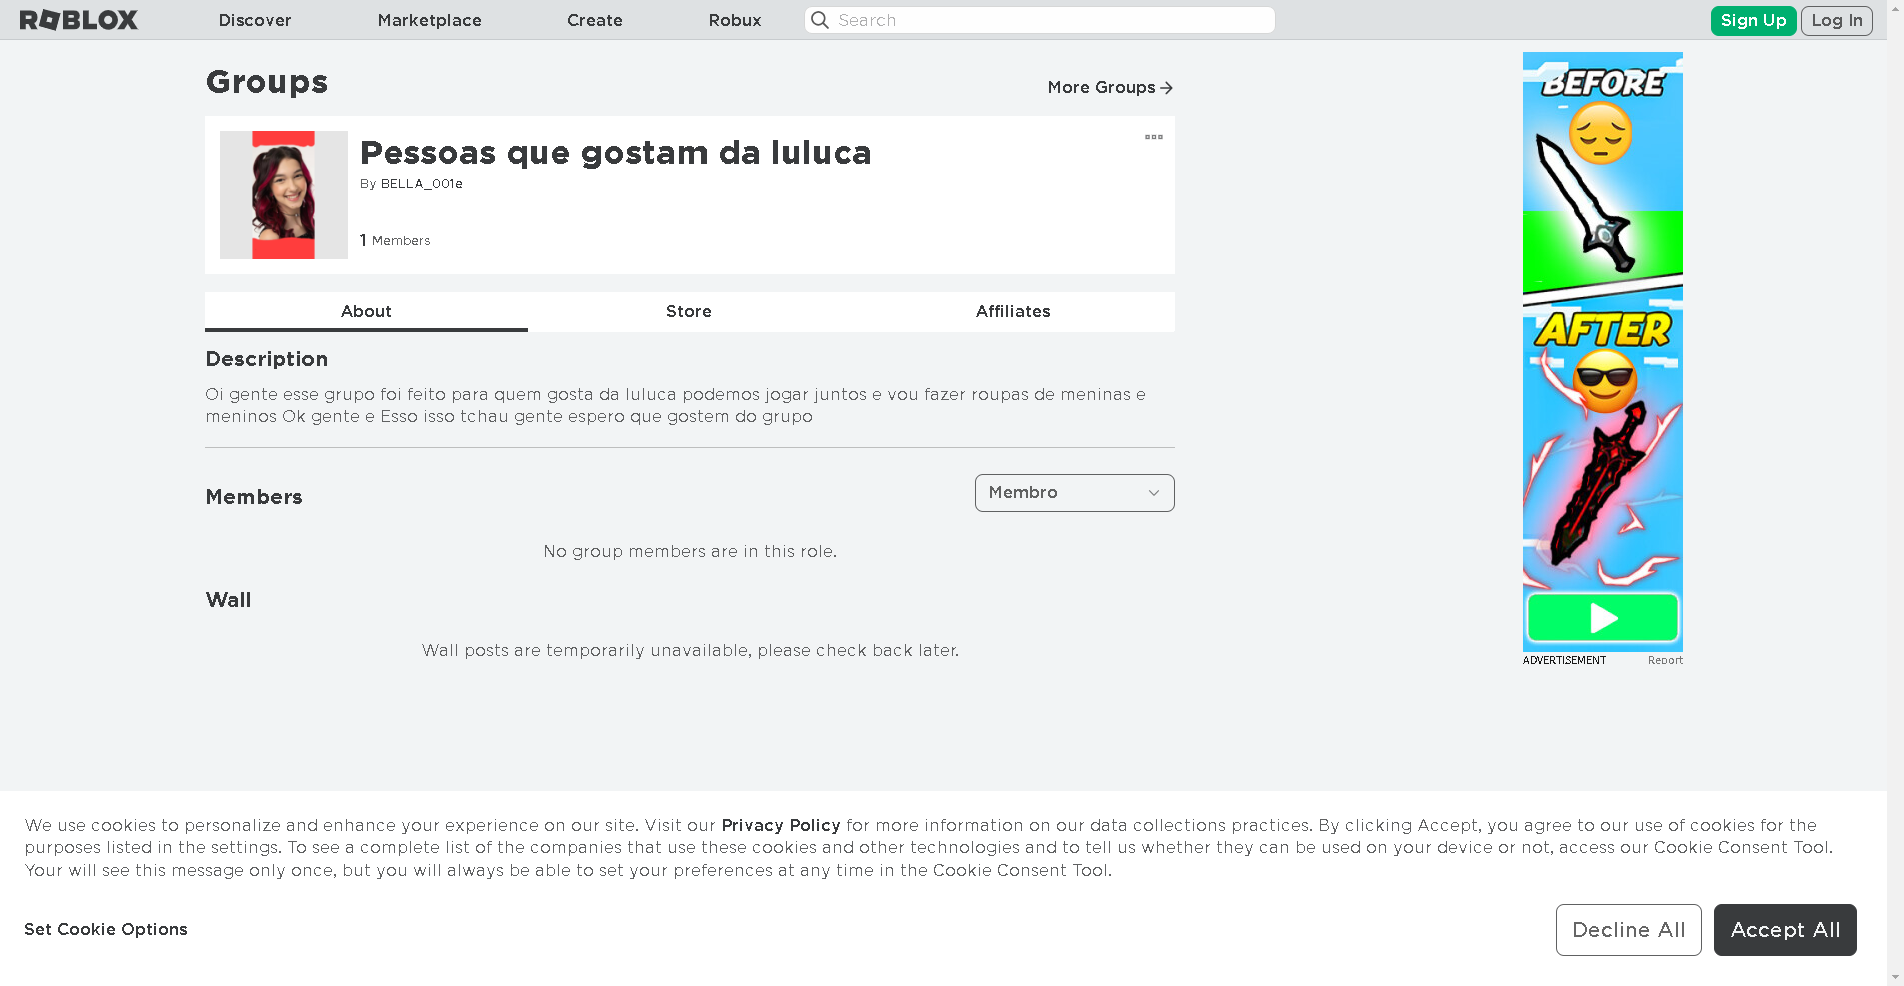 ROBLOX Discover Marketplace Create Robux Search Sign Up Log In
Groups
More Groups
Pessoas que gostam da luluca
By BELLA_001e
1 Members
About Store Affiliates
Description
Oi gente esse grupo foi feito para quem gosta da luluca podemos jogar juntos e vou fazer roupas de meninas e
meninos Ok gente e Esso isso tchau gente espero que gostem do grupo
Members
Membro
No group members are in this role.
Wall
Wall posts are temporarily unavailable, please check back later.
BEFORE
AFTER
ADVERTISEMENT Report
We use cookies to personalize and enhance your experience on our site. Visit our Privacy Policy for more information on our data collections practices. By clicking Accept, you agree to our use of cookies for the
purposes listed in the settings. To see a complete list of the companies that use these cookies and other technologies and to tell us whether they can be used on your device or not, access our Cookie Consent Tool.
Your will see this message only once, but you will always be able to set your preferences at any time in the Cookie Consent Tool.
Set Cookie Options
Decline All
Accept All